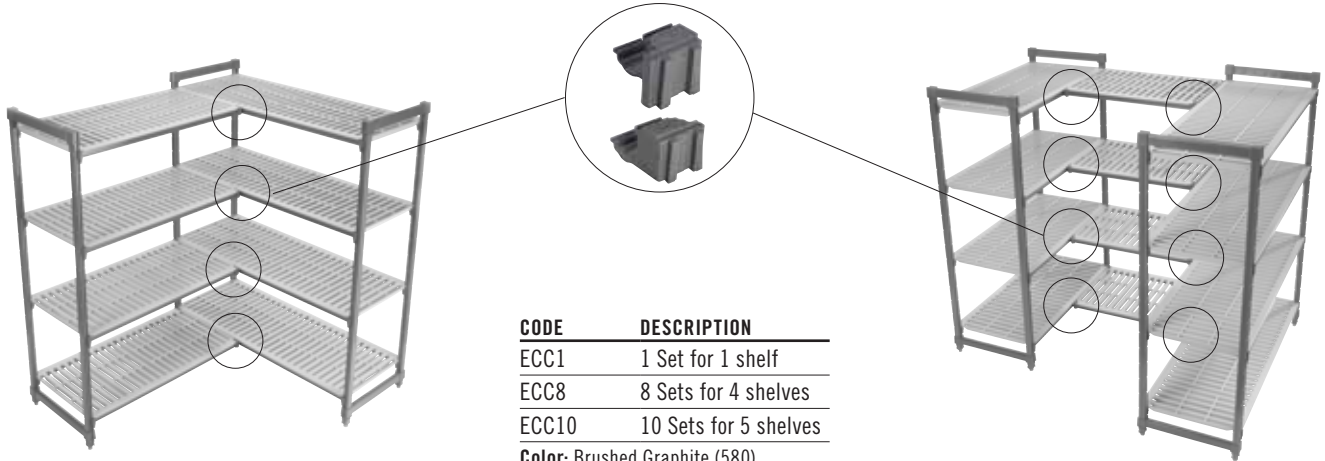 CODE DESCRIPTION
ECC1 1 Set for 1 shelf
ECC8 8 Sets for 4 shelves
ECC10 10 Sets for 5 shelves
Color: Brushed Graphite (580)